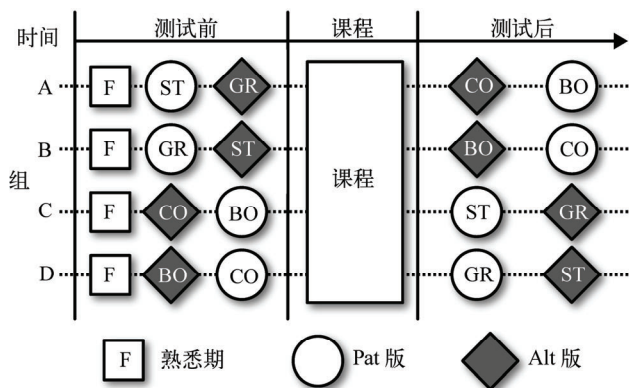 时间 测试前 课程 测试后
A F ST GR CO BO
B F GR ST BO CO
组
课程
C F CO BO ST GR
D F BO CO GR ST
F 熟悉期 Pat 版 Alt 版